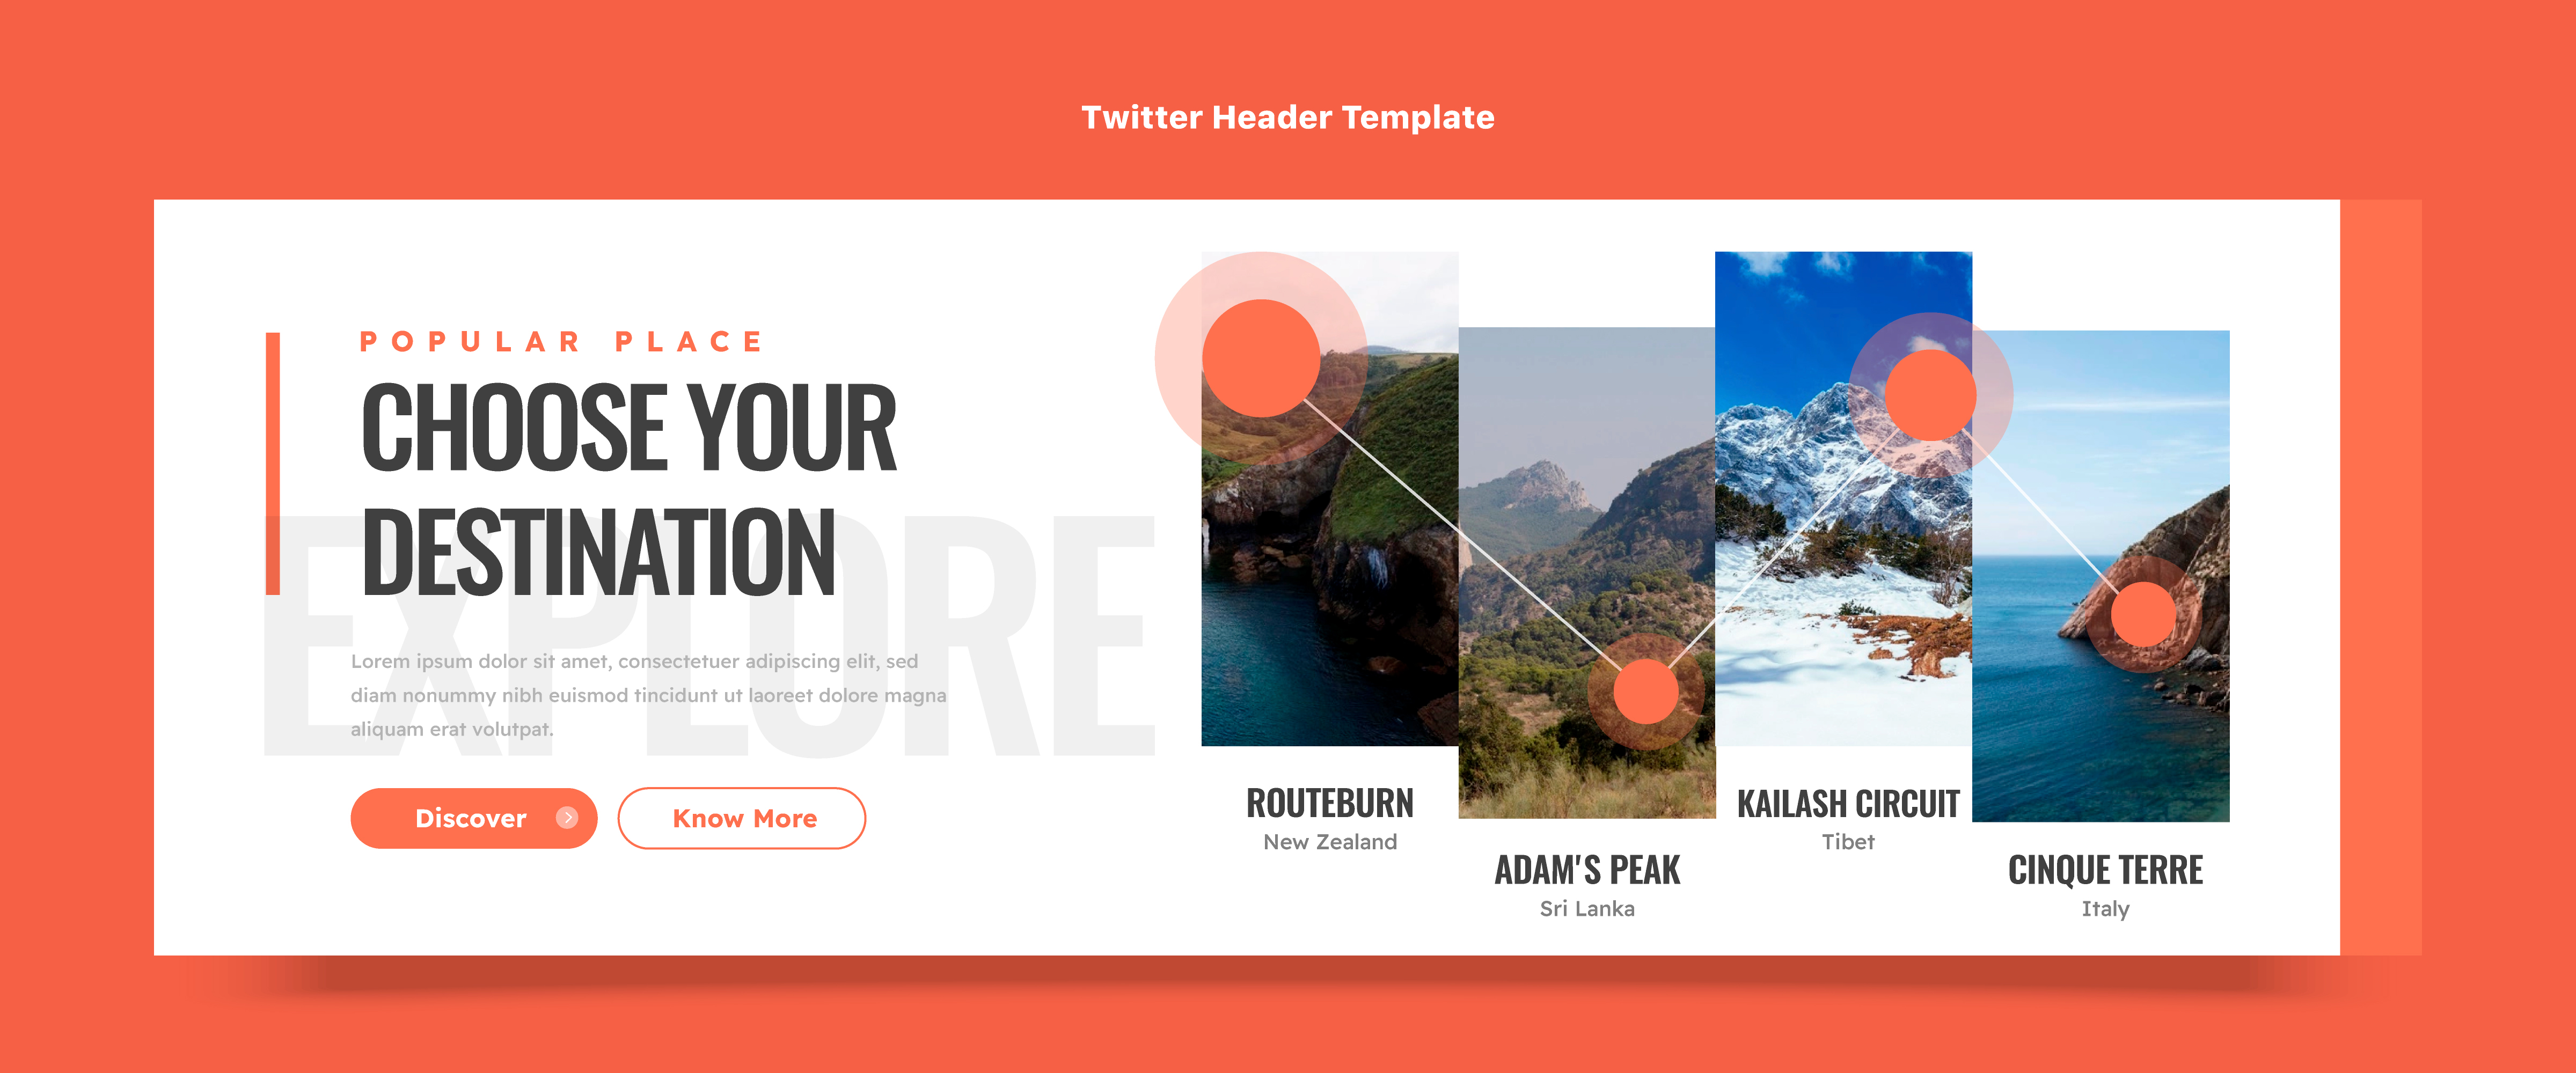 Twitter Header Template
POPULAR PLACE
CHOOSE YOUR
DESTINATION
EXPLORE
Lorem ipsum dolor sit amet, consectetuer adipiscing elit, sed
diam nonummy nibh euismod tincidunt ut laoreet dolore magna
aliquam erat volutpat.
Discover
Know More
ROUTEBURN
New Zealand
ADAM'S PEAK
Sri Lanka
KAILASH CIRCUIT
Tibet
CINQUE TERRE
Italy